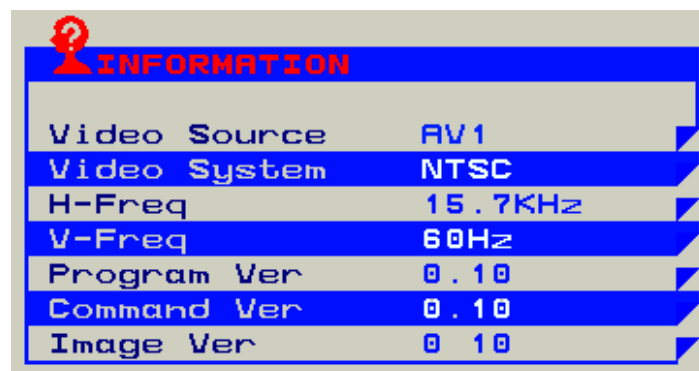 INFORMATION
Video Source AV1
Video System NTSC
H-Freq 15.7KHz
V-Freq 60Hz
Program Ver 0.10
Command Ver 0.10
Image Ver 0 10